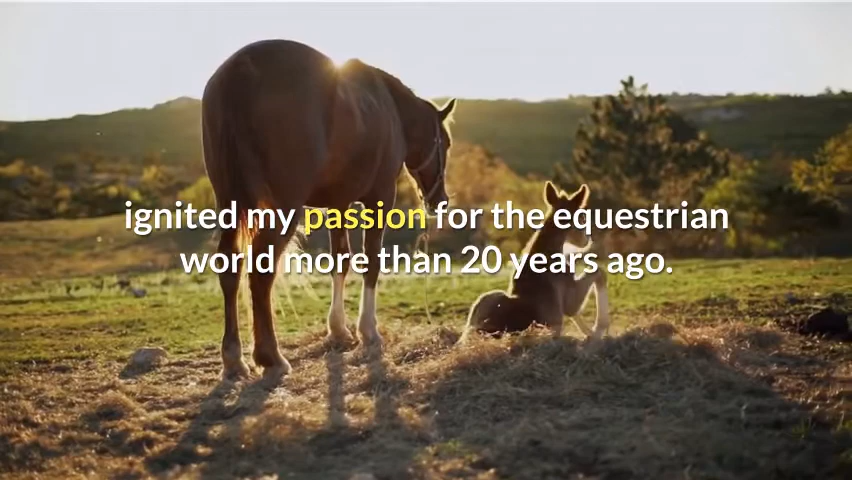 ignited my passion for the equestrian
world more than 20 years ago.